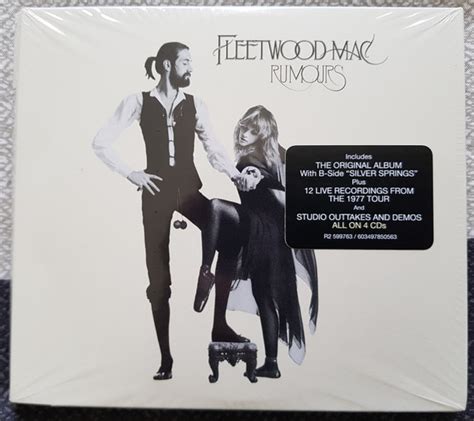 FLEETWOOD MAC
RUMOURS
Includes
THE ORIGINAL ALBUM
With B-Side "SILVER SPRINGS"
Plus
12 LIVE RECORDINGS FROM
THE 1977 TOUR
And
STUDIO OUTTAKES AND DEMOS
ALL ON 4 CDs
R2 599763 / 603497850563